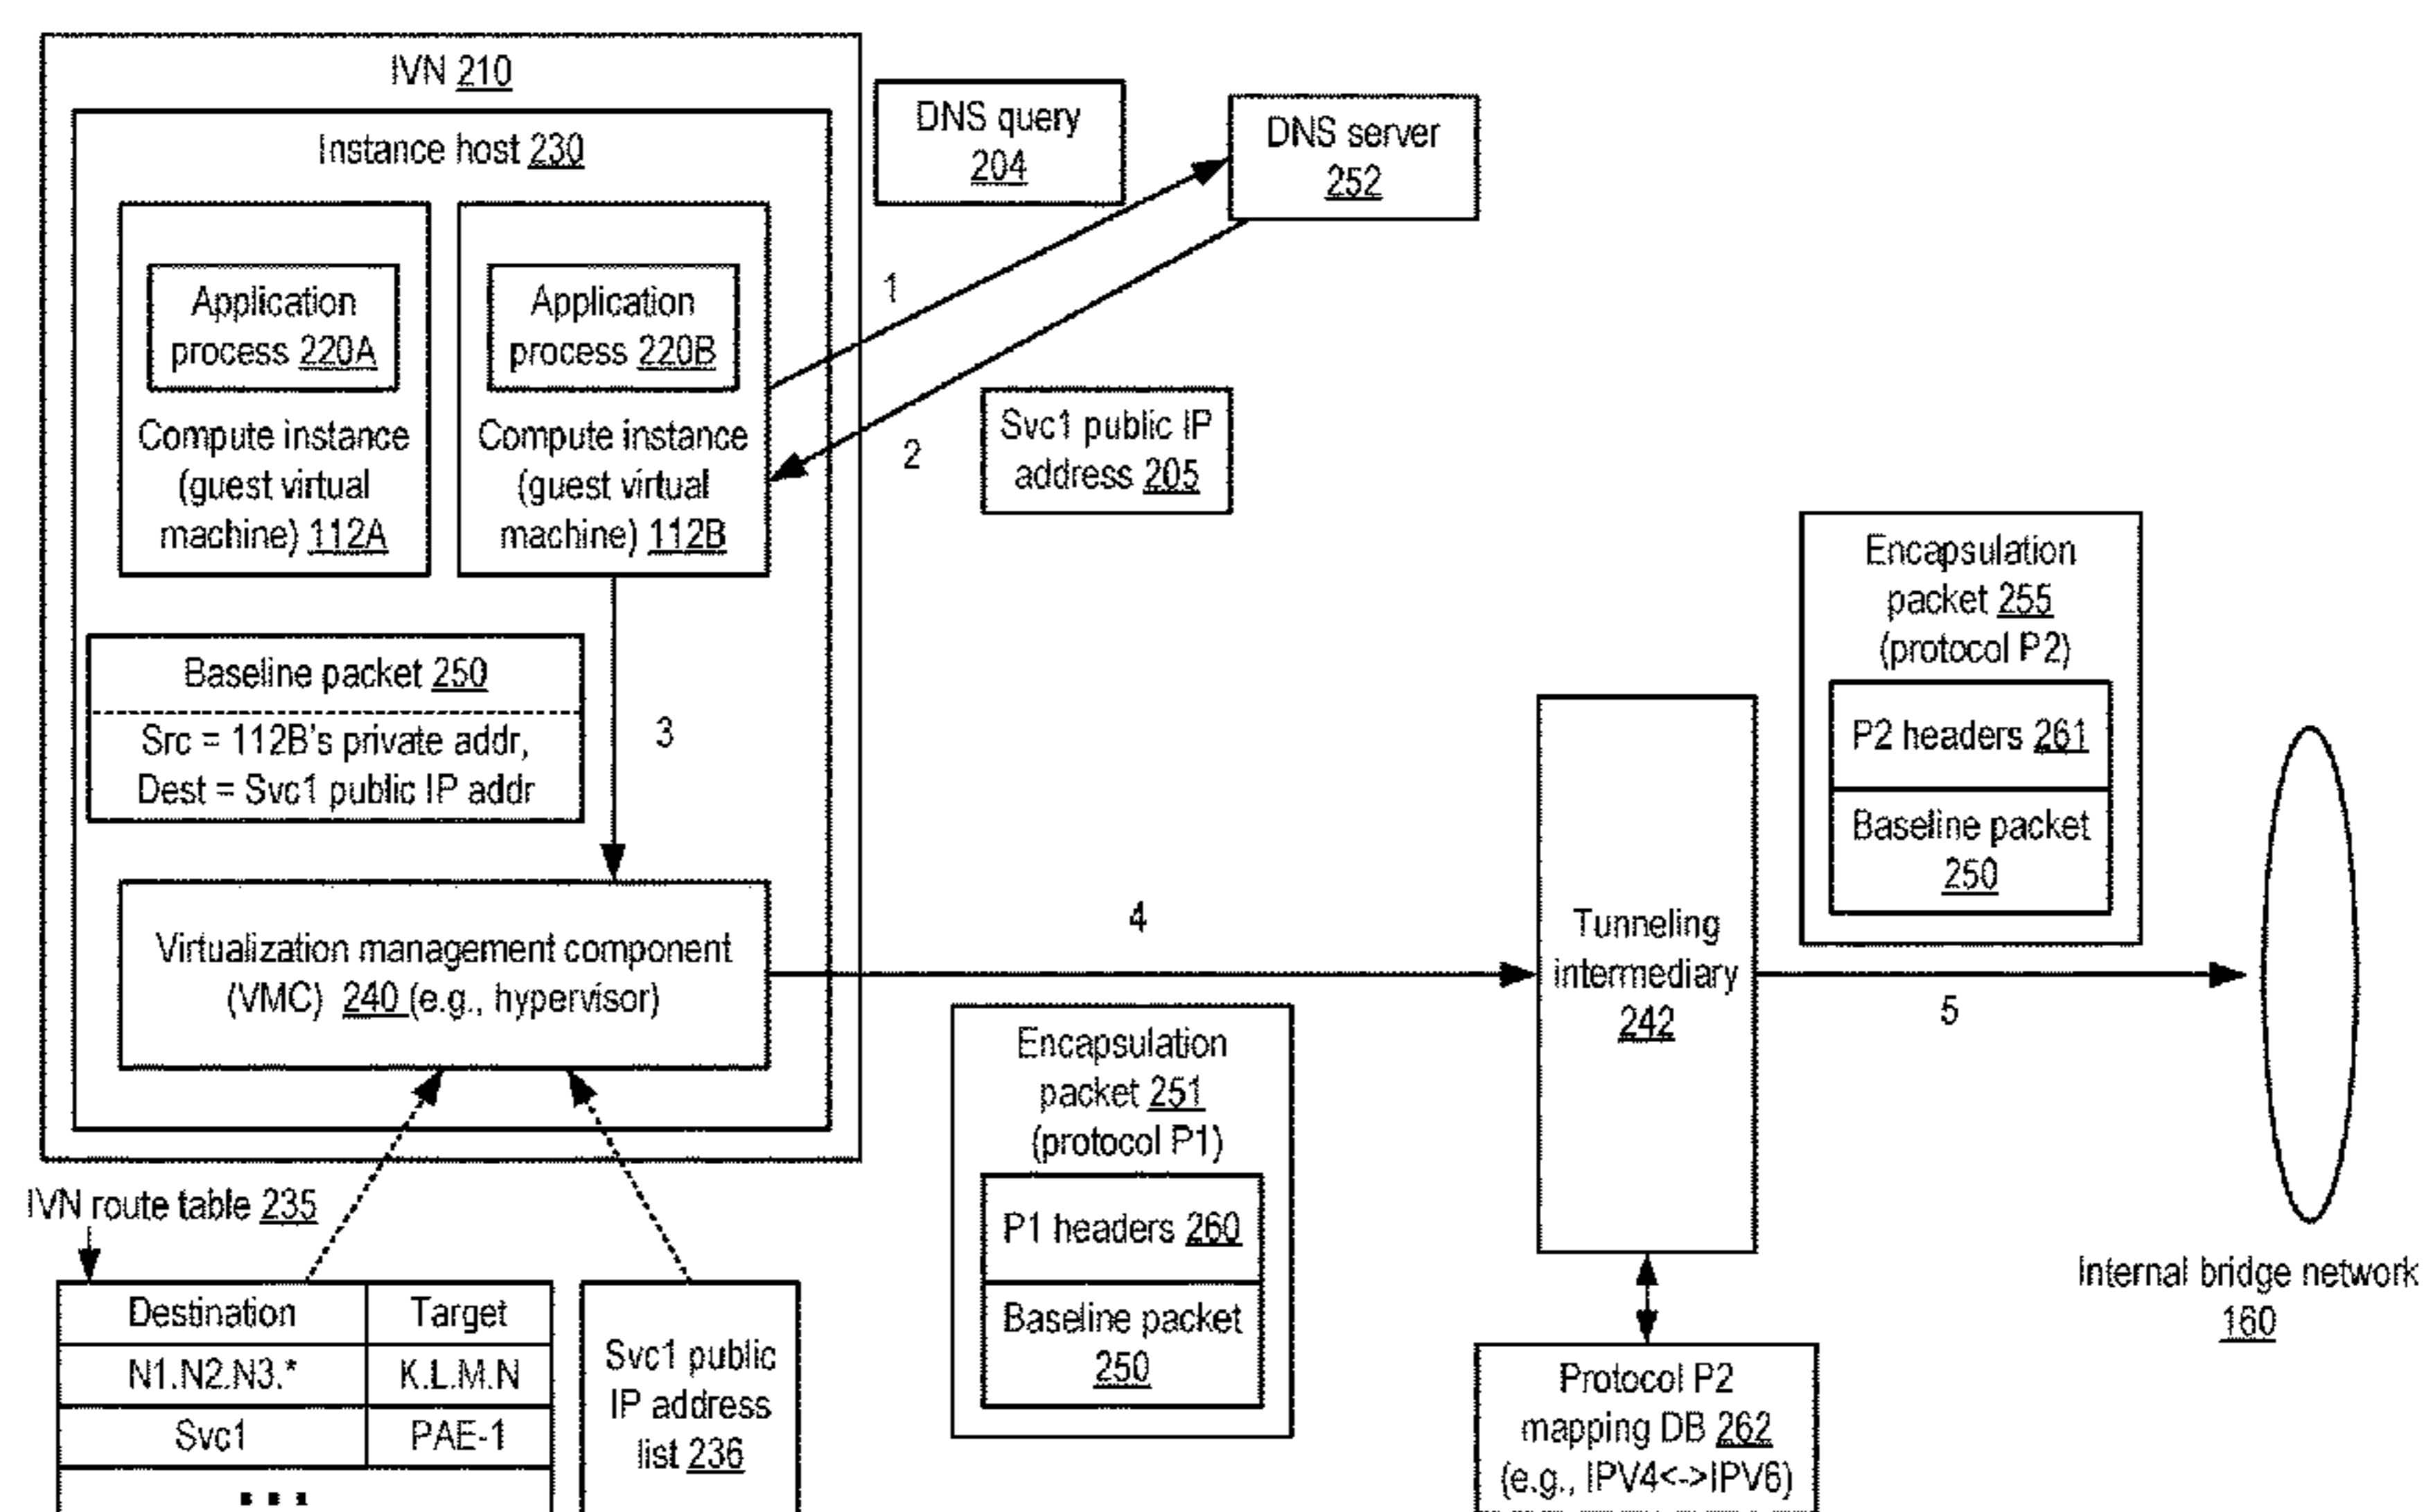 IVN 210
Instance host 230
Application
process 220A
Compute instance
(guest virtual
machine) 112A
Application
process 220B
Compute instance
(guest virtual
machine) 112B
DNS query
204
DNS server
252
1
2
Svc1 public IP
address 205
Baseline packet 250
Src = 112B's private addr,
Dest = Svc1 public IP addr
3
Virtualization management component
(VMC) 240 (e.g., hypervisor)
4
Encapsulation
packet 251
(protocol P1)
P1 headers 260
Baseline packet
250
Tunneling
intermediary
242
Encapsulation
packet 255
(protocol P2)
P2 headers 261
Baseline packet
250
5
Internal bridge network
160
IVN route table 235
Destination Target
N1.N2.N3.* K.L.M.N
Svc1 PAE-1
...
Svc1 public
IP address
list 236
Protocol P2
mapping DB 262
(e.g., IPV4<->IPV6)